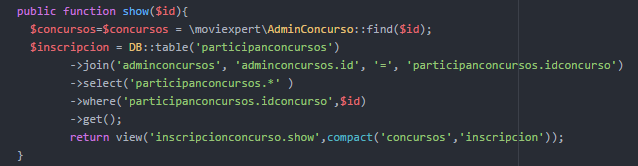 public function show($id){
$concursos=$concursos = \moviexpert\AdminConcurso::find($id);
$inscripcion = DB::table('participanconcursos')
->join('adminconcursos', 'adminconcursos.id', '=', 'participanconcursos.idconcurso')
->select('participanconcursos.*' )
->where('participanconcursos.idconcurso',$id)
->get();
return view('inscripcionconcurso.show',compact('concursos','inscripcion'));
}